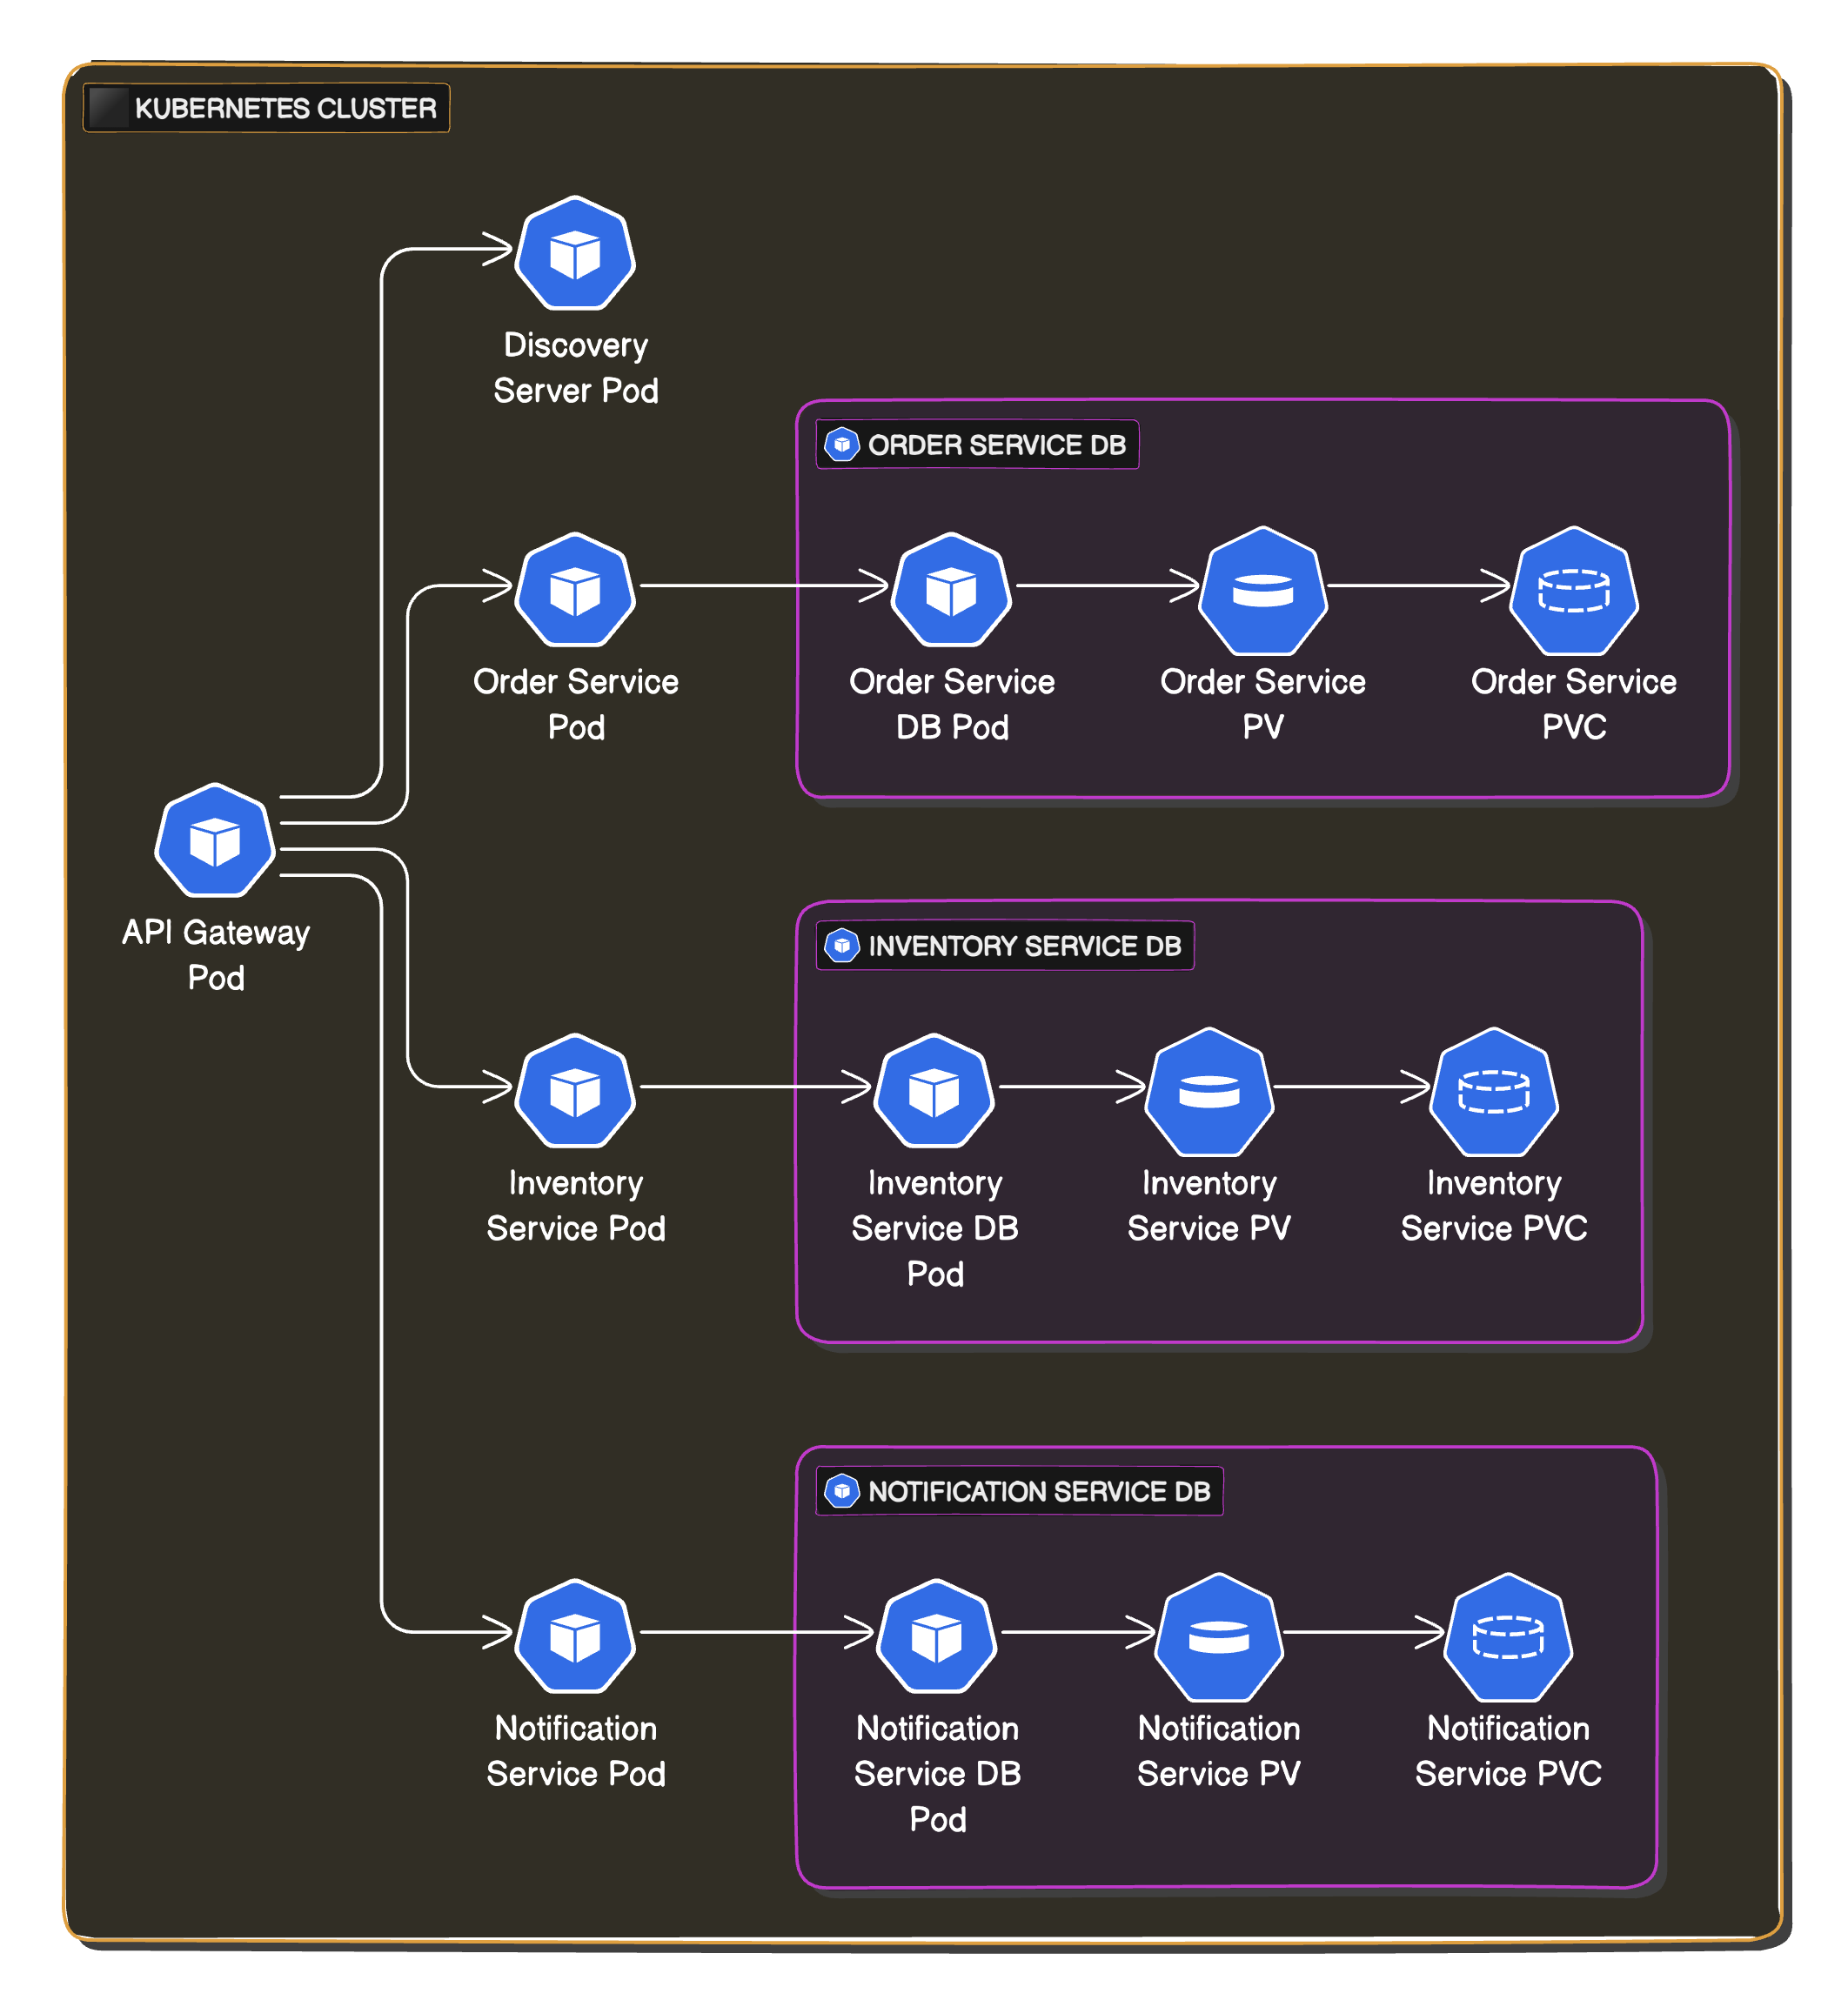 KUBERNETES CLUSTER
Discovery
Server Pod
ORDER SERVICE DB
Order Service
Pod
Order Service
DB Pod
Order Service
PV
Order Service
PVC
API Gateway
Pod
INVENTORY SERVICE DB
Inventory
Service Pod
Inventory
Service DB
Pod
Inventory
Service PV
Inventory
Service PVC
NOTIFICATION SERVICE DB
Notification
Service Pod
Notification
Service DB
Pod
Notification
Service PV
Notification
Service PVC